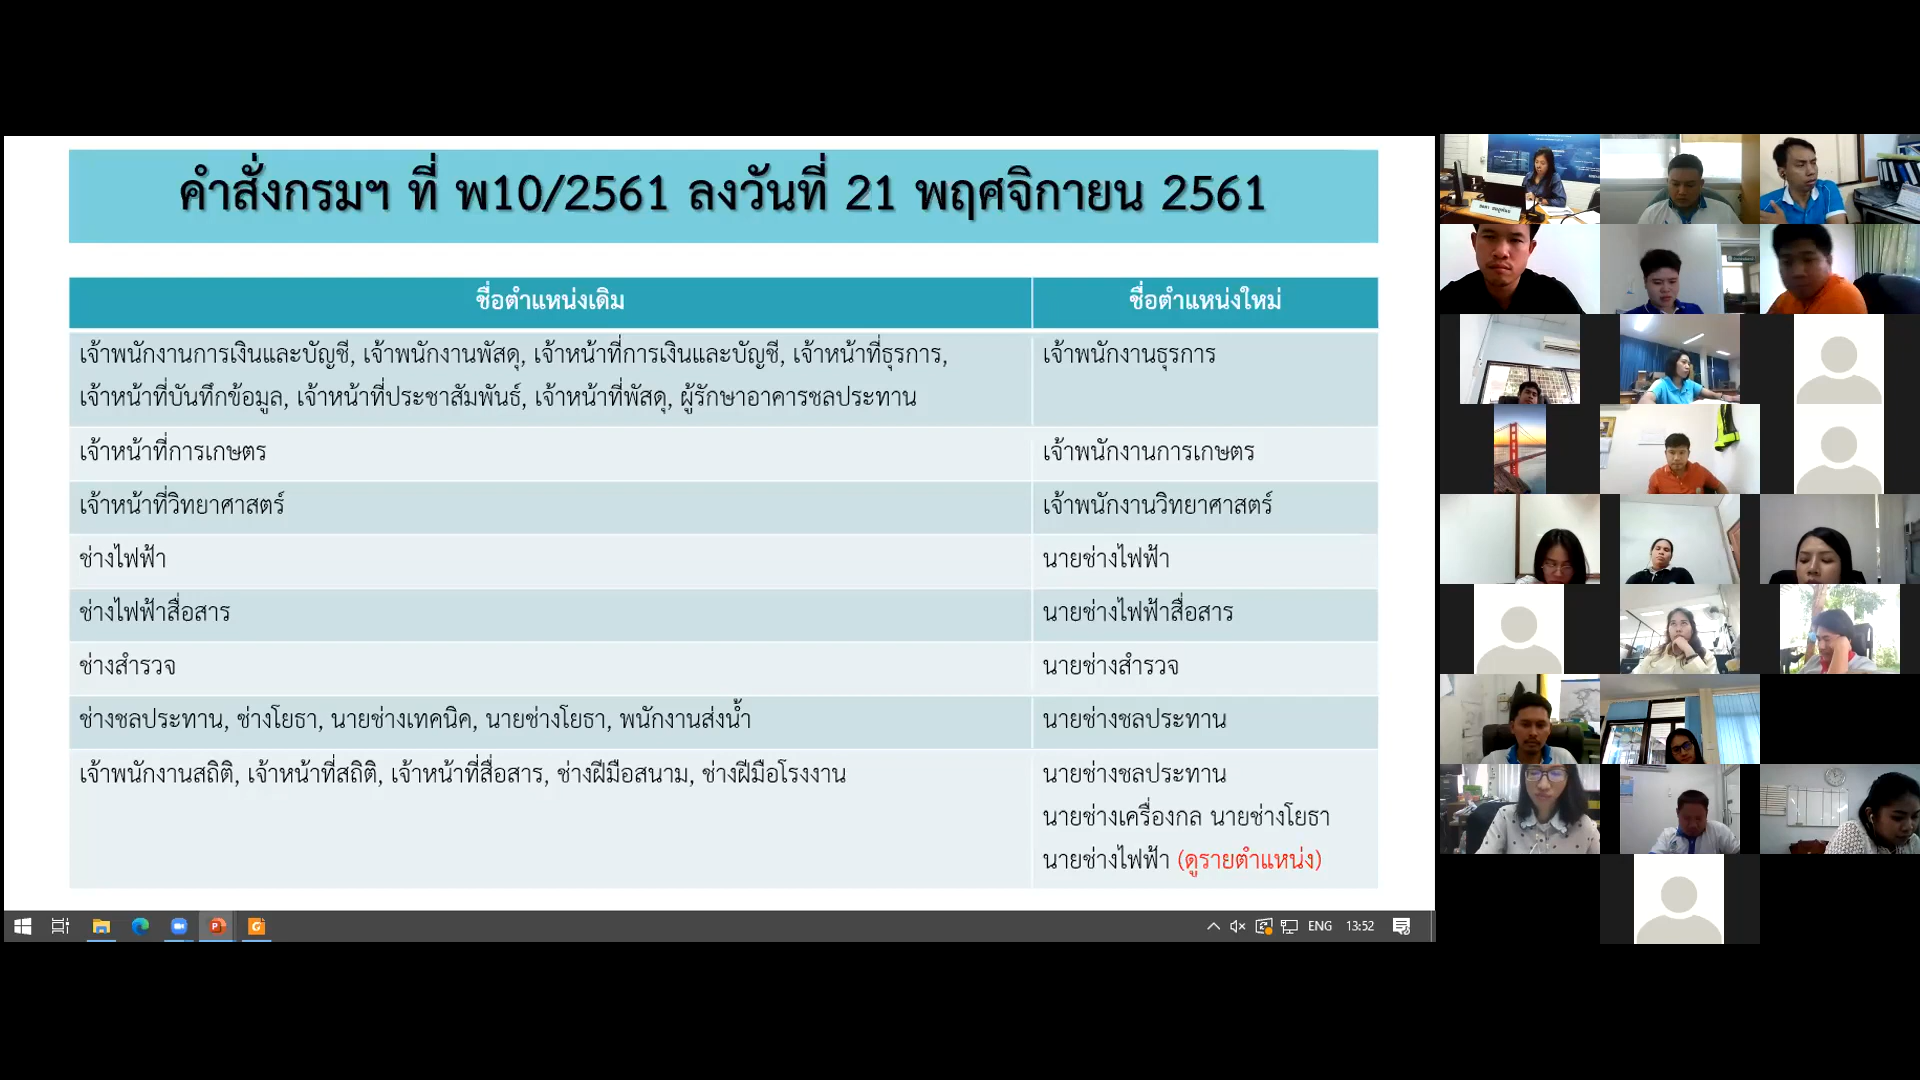 คำสั่งกรมฯ ที่ พ10/2561 ลงวันที่ 21 พฤศจิกายน 2561
ชื่อตำแหน่งเดิม
ชื่อตำแหน่งใหม่
เจ้าพนักงานการเงินและบัญชี, เจ้าพนักงานพัสดุ, เจ้าหน้าที่การเงินและบัญชี, เจ้าหน้าที่ธุรการ,
เจ้าหน้าที่บันทึกข้อมูล, เจ้าหน้าที่ประชาสัมพันธ์, เจ้าหน้าที่พัสดุ, ผู้รักษาอาคารชลประทาน
เจ้าพนักงานธุรการ
เจ้าหน้าที่การเกษตร
เจ้าพนักงานการเกษตร
เจ้าหน้าที่วิทยาศาสตร์
เจ้าพนักงานวิทยาศาสตร์
ช่างไฟฟ้า
นายช่างไฟฟ้า
ช่างไฟฟ้าสื่อสาร
นายช่างไฟฟ้าสื่อสาร
ช่างสำรวจ
นายช่างสำรวจ
ช่างชลประทาน, ช่างโยธา, นายช่างเทคนิค, นายช่างโยธา, พนักงานส่งน้ำ
นายช่างชลประทาน
เจ้าพนักงานสถิติ, เจ้าหน้าที่สถิติ, เจ้าหน้าที่สื่อสาร, ช่างฝีมือสนาม, ช่างฝีมือโรงงาน
นายช่างชลประทาน
นายช่างเครื่องกล นายช่างโยธา
นายช่างไฟฟ้า (ดูรายตำแหน่ง)
ENG 13:52